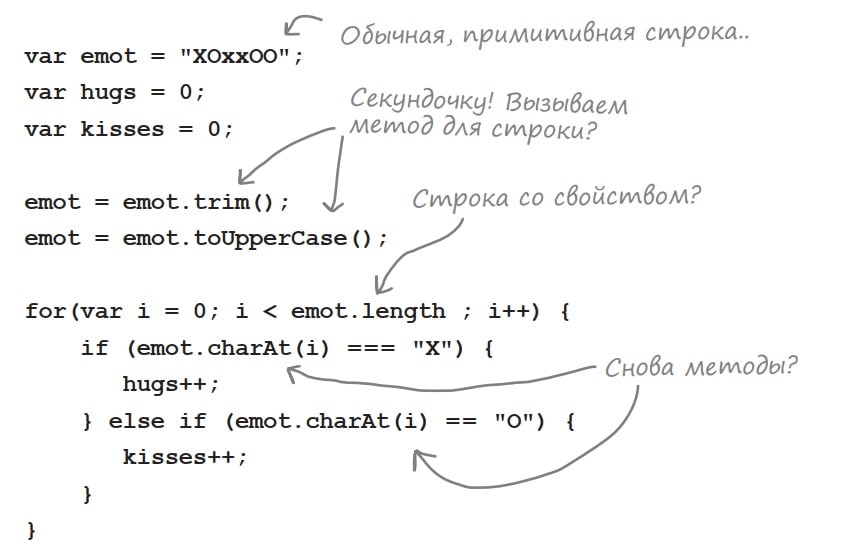 Обычная, примитивная строка..
var emot = "XOxxOO";
var hugs = 0;
Секундочку! Вызываем
метод для строки?
var kisses = 0;
emot = emot.trim();
Строка со свойством?
emot = emot.toUpperCase();
for(var i = 0; i < emot.length ; i++) {
if (emot.charAt(i) === "X") {
Снова методы?
hugs++;
} else if (emot.charAt(i) == "O") {
kisses++;
}
}